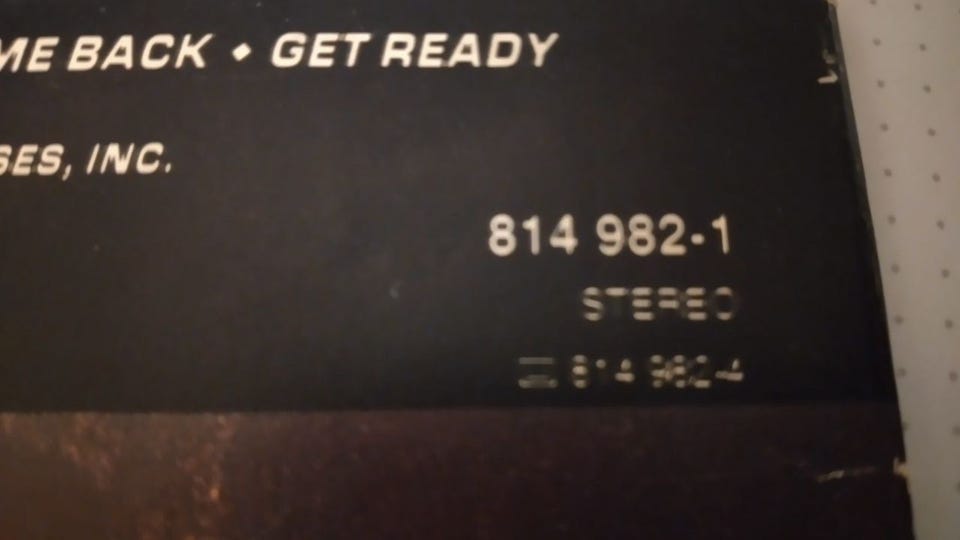 ME BACK • GET READY
SES, INC.
814 982-1
STEREO
814 982-4